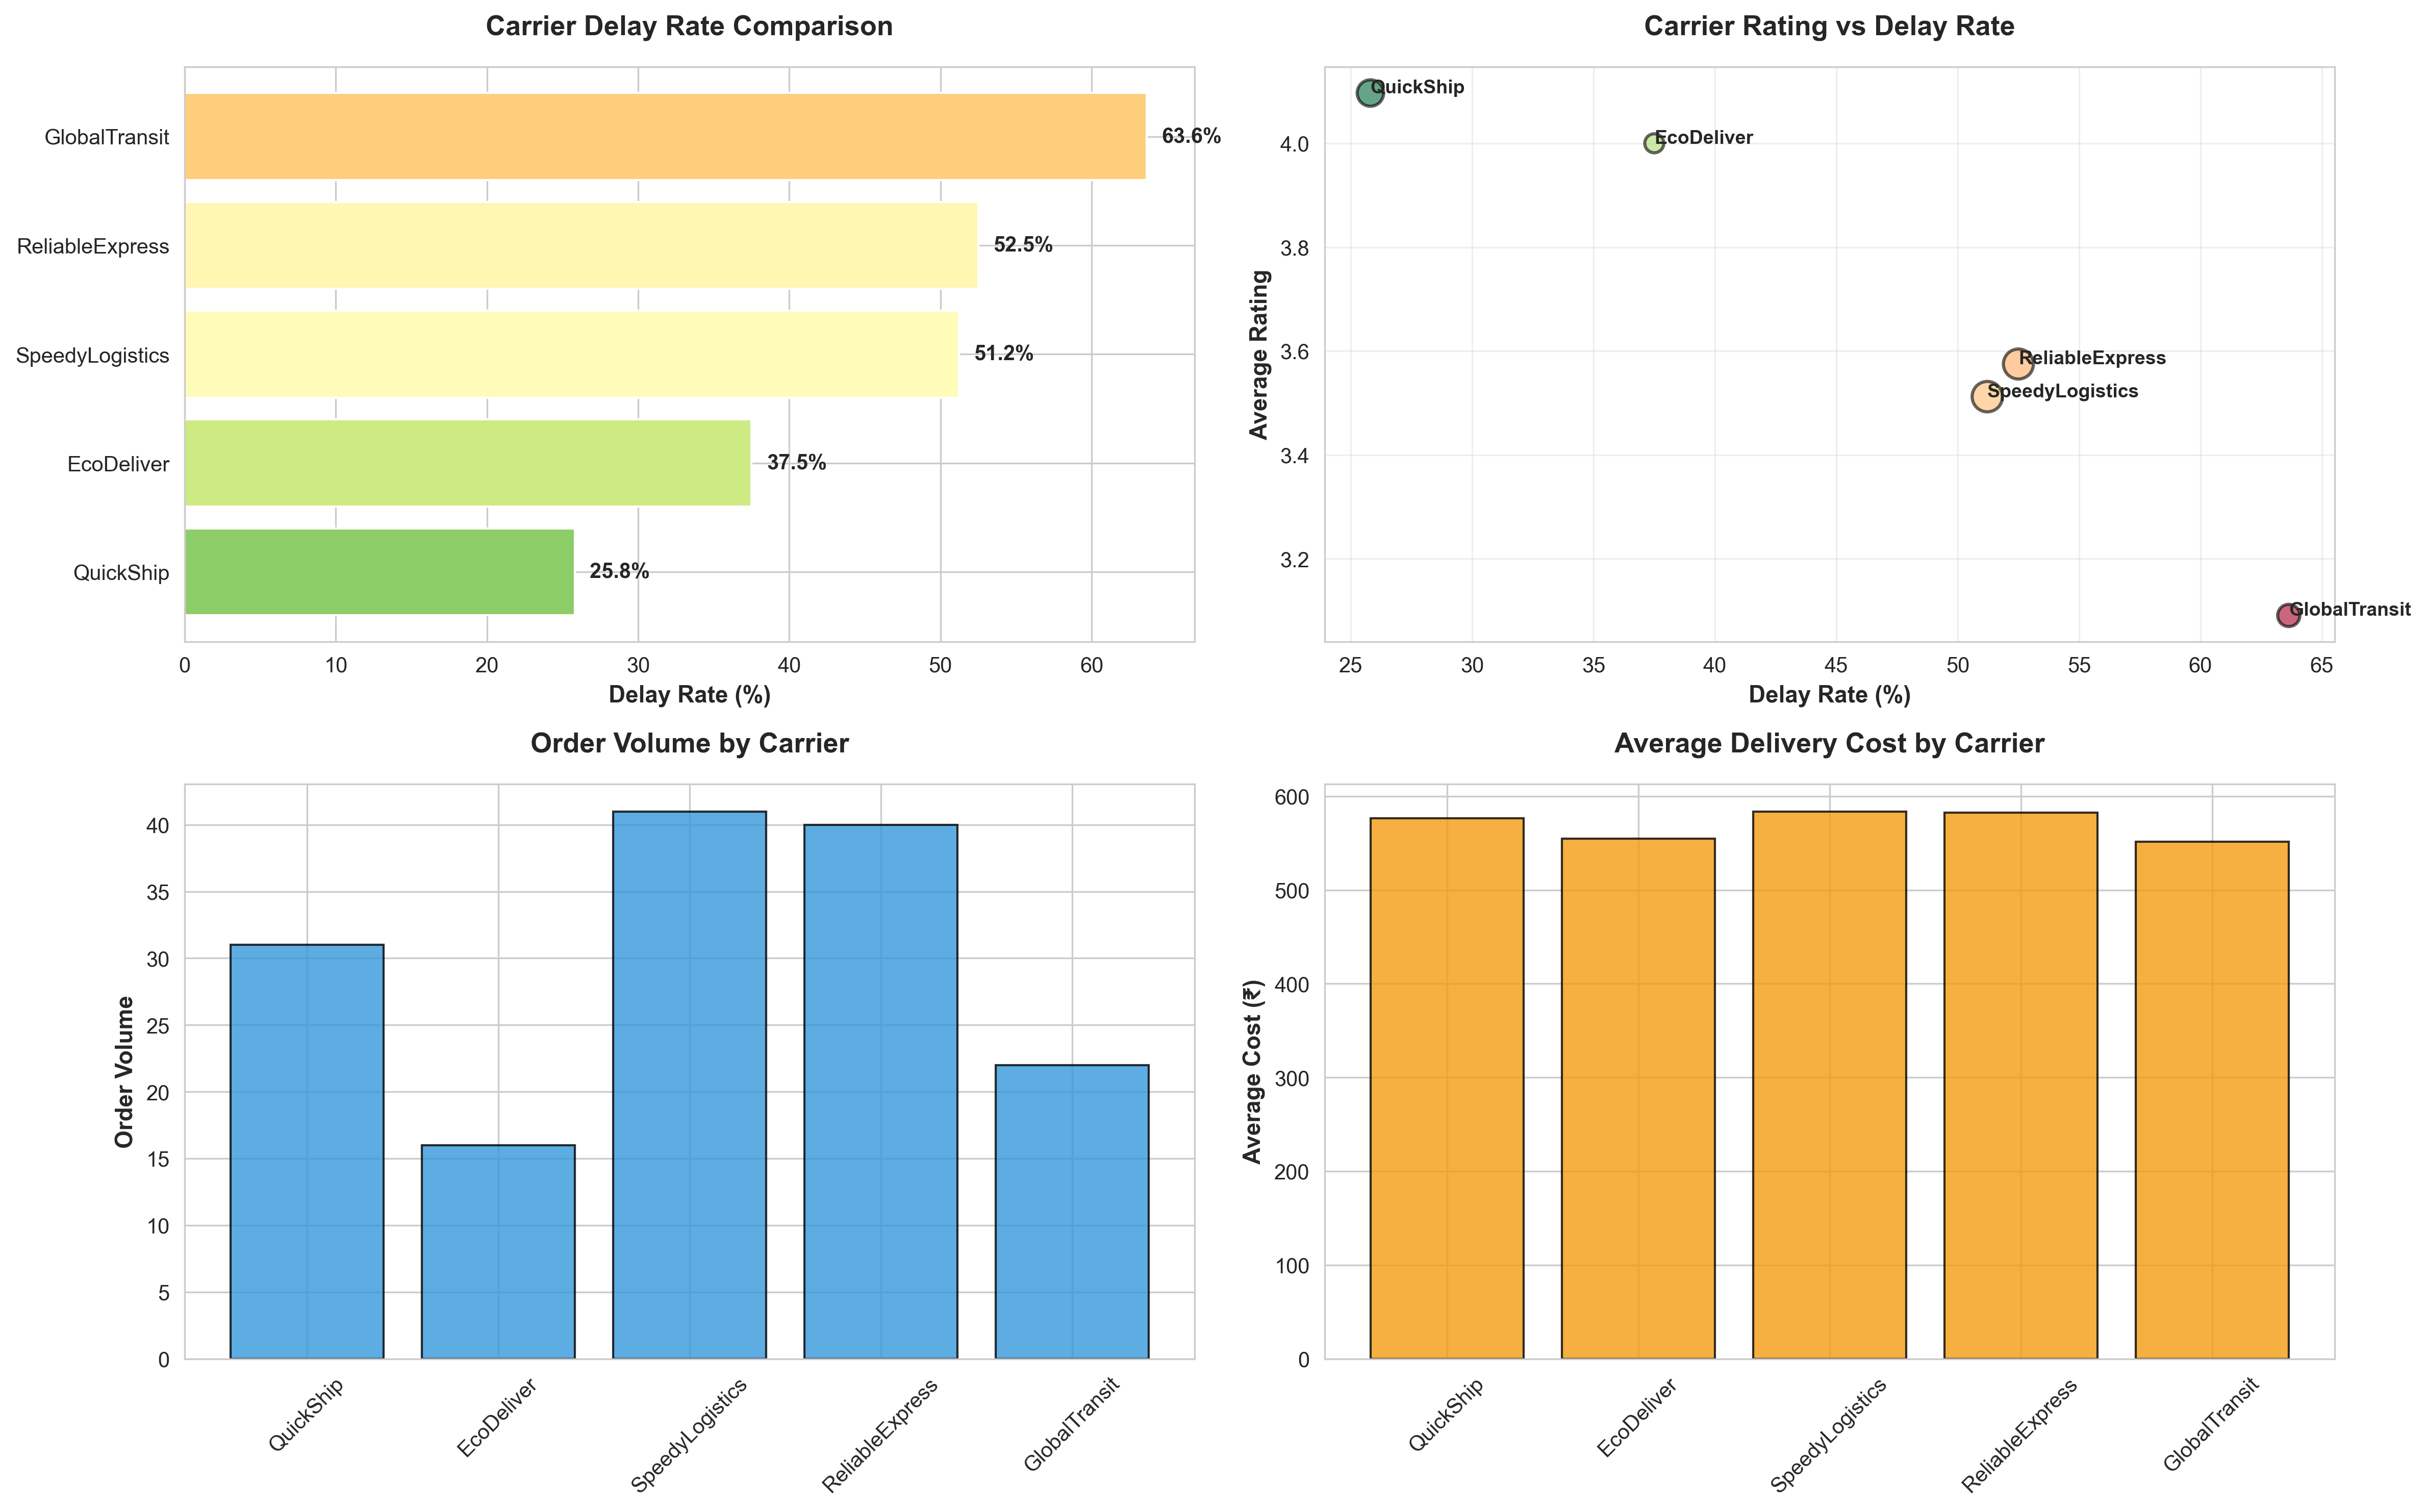 Carrier Delay Rate Comparison
GlobalTransit
63.6%
ReliableExpress
52.5%
SpeedyLogistics
51.2%
EcoDeliver
37.5%
QuickShip
25.8%
0 10 20 30 40 50 60
Delay Rate (%)
Carrier Rating vs Delay Rate
Average Rating
4.0
3.8
3.6
3.4
3.2
QuickShip
EcoDeliver
ReliableExpress
SpeedyLogistics
GlobalTransit
25 30 35 40 45 50 55 60 65
Delay Rate (%)
Order Volume by Carrier
Order Volume
40
35
30
25
20
15
10
5
0
QuickShip
EcoDeliver
SpeedyLogistics
ReliableExpress
GlobalTransit
Average Delivery Cost by Carrier
Average Cost (₹)
600
500
400
300
200
100
0
QuickShip
EcoDeliver
SpeedyLogistics
ReliableExpress
GlobalTransit